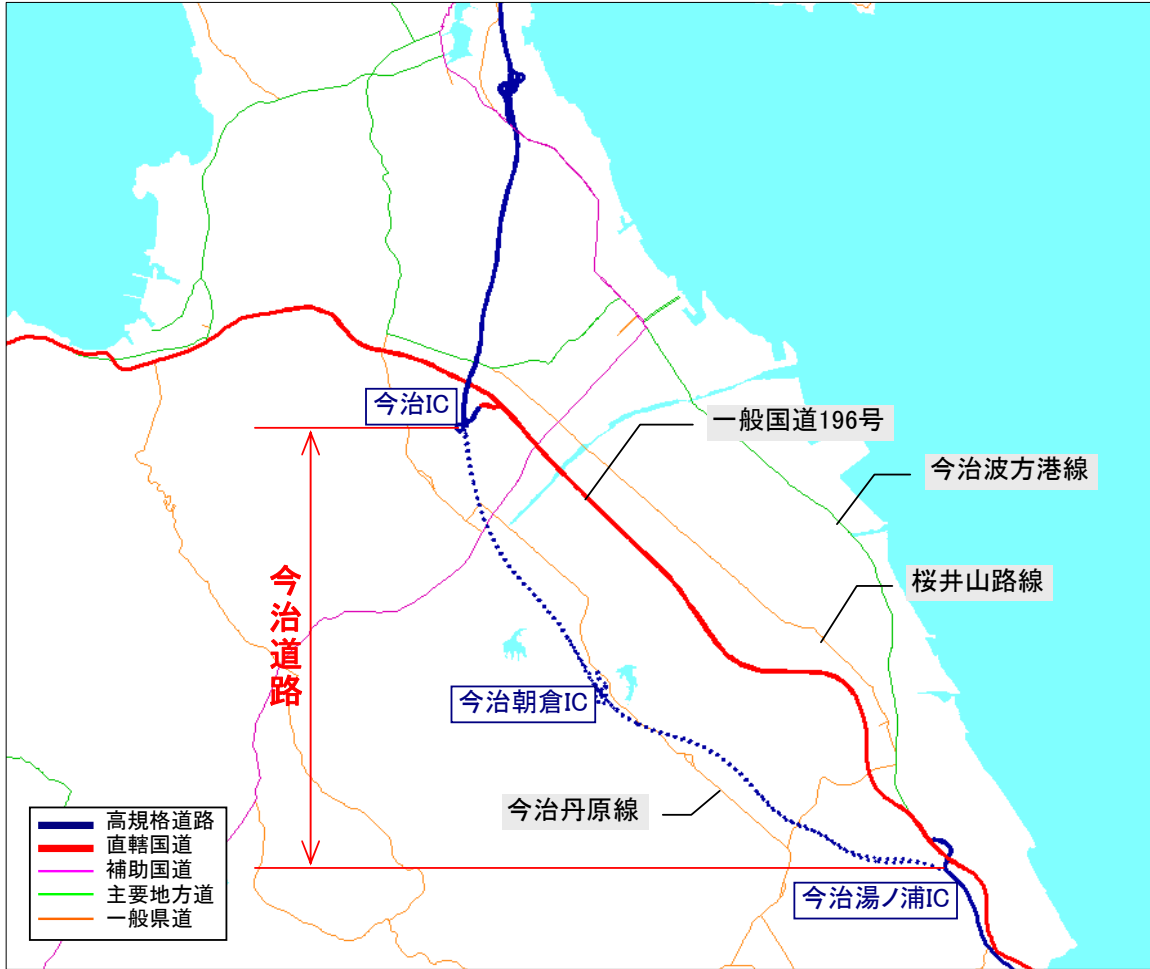 今治IC
一般国道196号
今治波方港線
今治道路
桜井山路線
今治朝倉IC
今治丹原線
今治湯ノ浦IC
高規格道路
直轄国道
補助国道
主要地方道
一般県道